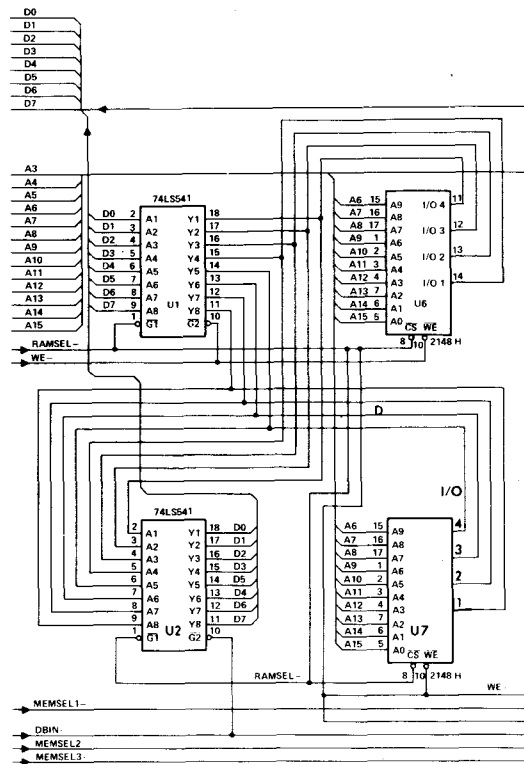 D0
D1
D2
D3
D4
D5
D6
D7
A3
A4
A5
A6
A7
A8
A9
A10
A11
A12
A13
A14
A15
RAMSEL-
WE-
74LS541
D0 2 A1 Y1 18
D1 3 A2 Y2 17
D2 4 A3 Y3 16
D3 5 A4 Y4 15
D4 6 A5 Y5 14
D5 7 A6 Y6 13
D6 8 A7 Y7 12
D7 9 A8 Y8 11
1 G1 G2 10
U1
A6 15 A9 I/O 4 11
A7 16 A8
A8 17 A7 I/O 3 12
A9 1 A6
A10 2 A5 I/O 2 13
A11 3 A4
A12 4 A3 I/O 1 14
A13 7 A2
A14 6 A1
A15 5 A0
U6
CS WE
8 10 2148 H
D
I/O
74LS541
2 A1 Y1 18 D0
3 A2 Y2 17 D1
4 A3 Y3 16 D2
5 A4 Y4 15 D3
6 A5 Y5 14 D5
7 A6 Y6 13 D4
8 A7 Y7 12 D6
9 A8 Y8 11 D7
1 G1 G2 10
U2
A6 15 A9 4
A7 16 A8
A8 17 A7 3
A9 1 A6
A10 2 A5 2
A11 3 A4
A12 4 A3 1
A13 7 A2
A14 6 A1
A15 5 A0
U7
CS WE
8 10 2148 H
RAMSEL-
WE-
MEMSEL1-
DBIN-
MEMSEL2
MEMSEL3-